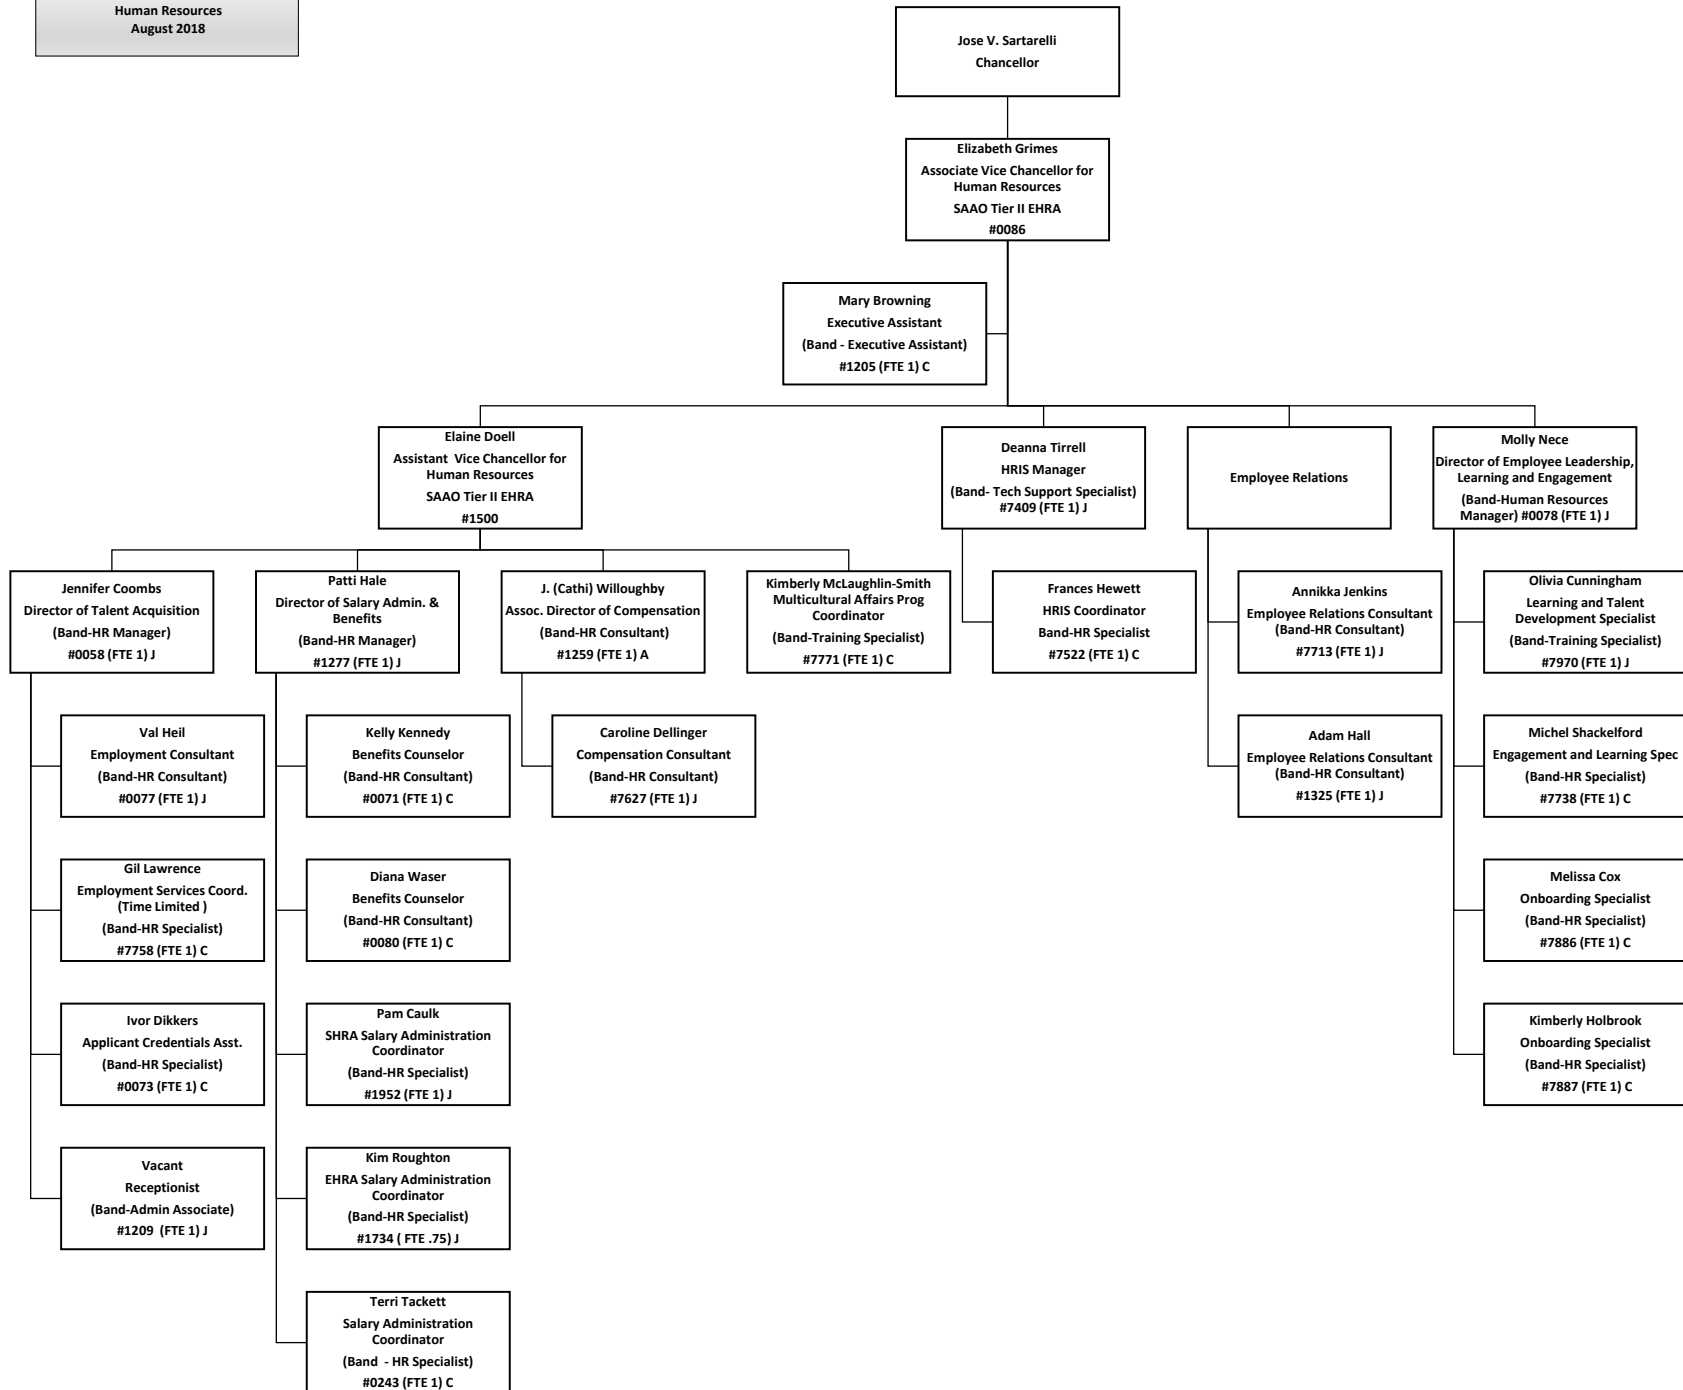 Human Resources
August 2018
Jose V. Sartarelli
Chancellor
Elizabeth Grimes
Associate Vice Chancellor for
Human Resources
SAAO Tier II EHRA
#0086
Mary Browning
Executive Assistant
(Band - Executive Assistant)
#1205 (FTE 1) C
Elaine Doell
Assistant  Vice Chancellor for
Human Resources
SAAO Tier II EHRA
#1500
Deanna Tirrell
HRIS Manager
(Band- Tech Support Specialist)
#7409 (FTE 1) J
Employee Relations
Molly Nece
Director of Employee Leadership,
Learning and Engagement
(Band-Human Resources
Manager) #0078 (FTE 1) J
Jennifer Coombs
Director of Talent Acquisition
(Band-HR Manager)
#0058 (FTE 1) J
Patti Hale
Director of Salary Admin. &
Benefits
(Band-HR Manager)
#1277 (FTE 1) J
J. (Cathi) Willoughby
Assoc. Director of Compensation
(Band-HR Consultant)
#1259 (FTE 1) A
Kimberly McLaughlin-Smith
Multicultural Affairs Prog
Coordinator
(Band-Training Specialist)
#7771 (FTE 1) C
Frances Hewett
HRIS Coordinator
Band-HR Specialist
#7522 (FTE 1) C
Annikka Jenkins
Employee Relations Consultant
(Band-HR Consultant)
#7713 (FTE 1) J
Olivia Cunningham
Learning and Talent
Development Specialist
(Band-Training Specialist)
#7970 (FTE 1) J
Val Heil
Employment Consultant
(Band-HR Consultant)
#0077 (FTE 1) J
Kelly Kennedy
Benefits Counselor
(Band-HR Consultant)
#0071 (FTE 1) C
Caroline Dellinger
Compensation Consultant
(Band-HR Consultant)
#7627 (FTE 1) J
Adam Hall
Employee Relations Consultant
(Band-HR Consultant)
#1325 (FTE 1) J
Michel Shackelford
Engagement and Learning Spec
(Band-HR Specialist)
#7738 (FTE 1) C
Gil Lawrence
Employment Services Coord.
(Time Limited )
(Band-HR Specialist)
#7758 (FTE 1) C
Diana Waser
Benefits Counselor
(Band-HR Consultant)
#0080 (FTE 1) C
Melissa Cox
Onboarding Specialist
(Band-HR Specialist)
#7886 (FTE 1) C
Ivor Dikkers
Applicant Credentials Asst.
(Band-HR Specialist)
#0073 (FTE 1) C
Pam Caulk
SHRA Salary Administration
Coordinator
(Band-HR Specialist)
#1952 (FTE 1) J
Kimberly Holbrook
Onboarding Specialist
(Band-HR Specialist)
#7887 (FTE 1) C
Vacant
Receptionist
(Band-Admin Associate)
#1209  (FTE 1) J
Kim Roughton
EHRA Salary Administration
Coordinator
(Band-HR Specialist)
#1734 ( FTE .75) J
Terri Tackett
Salary Administration
Coordinator
(Band  - HR Specialist)
#0243 (FTE 1) C